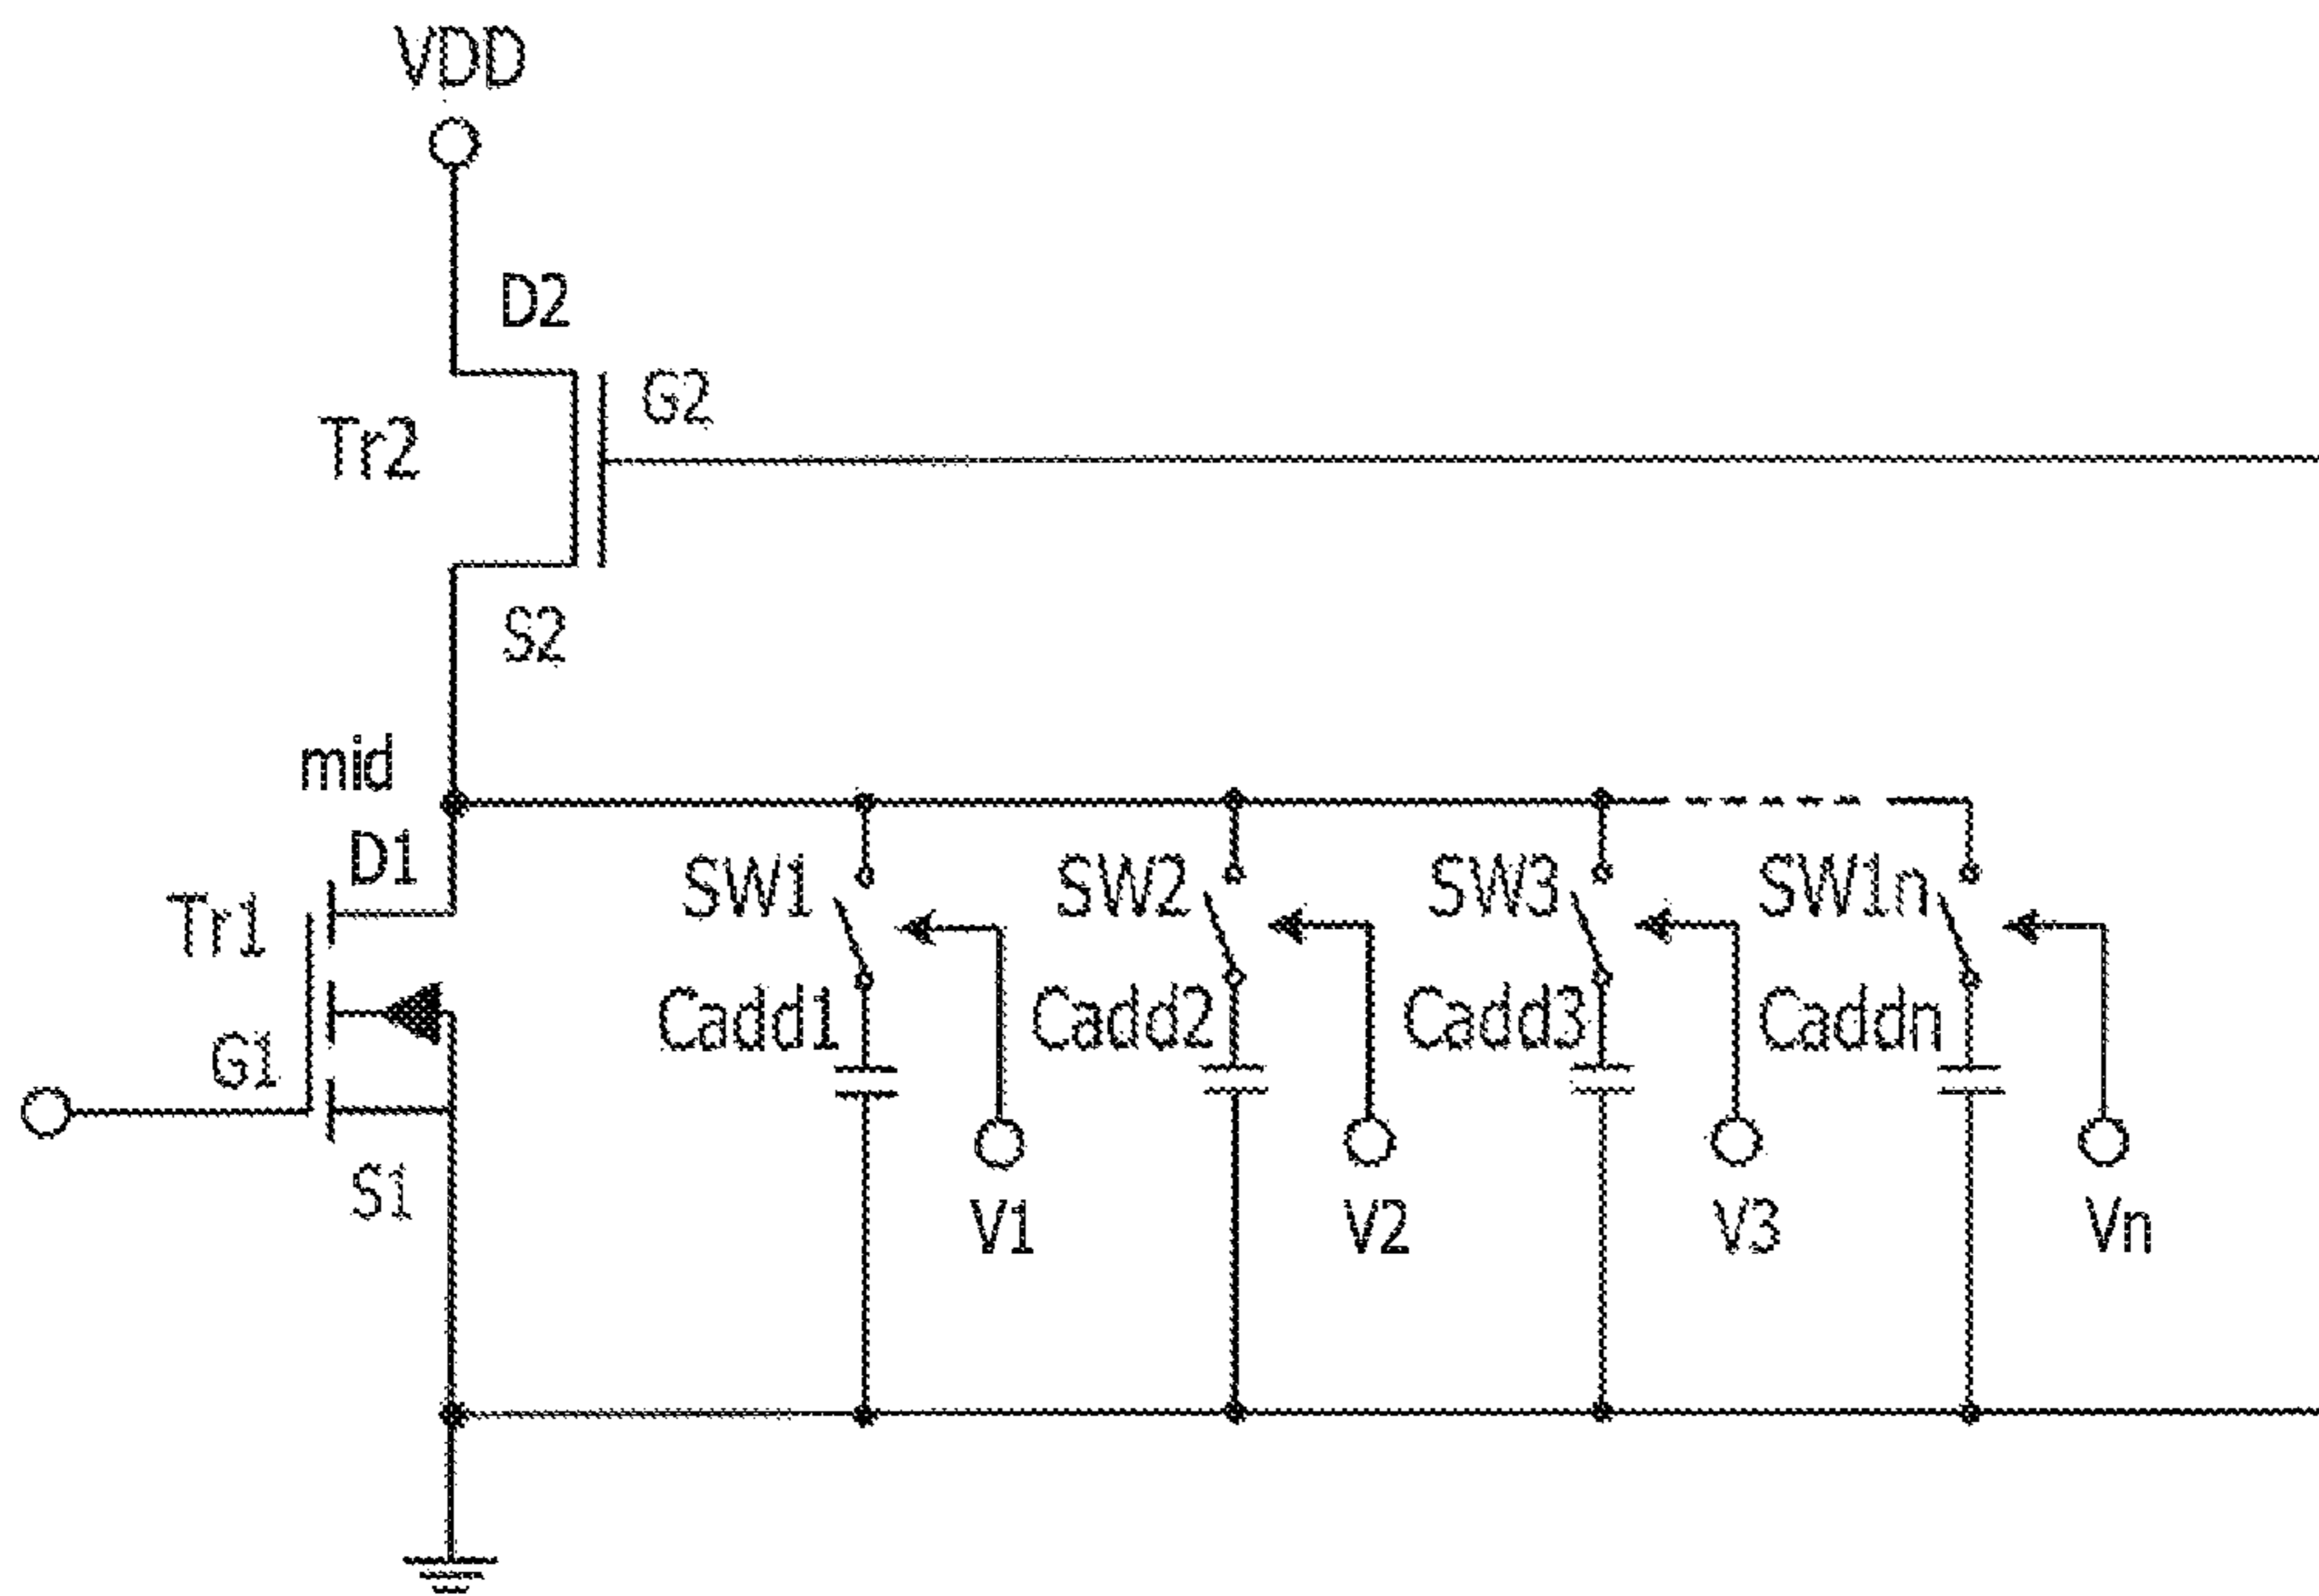 VDD
D2
G2
Tr2
S2
mid
D1
Tr1
SW1
SW2
SW3
SW1n
Cadd1
Cadd2
Cadd3
Caddn
G1
S1
V1
V2
V3
Vn